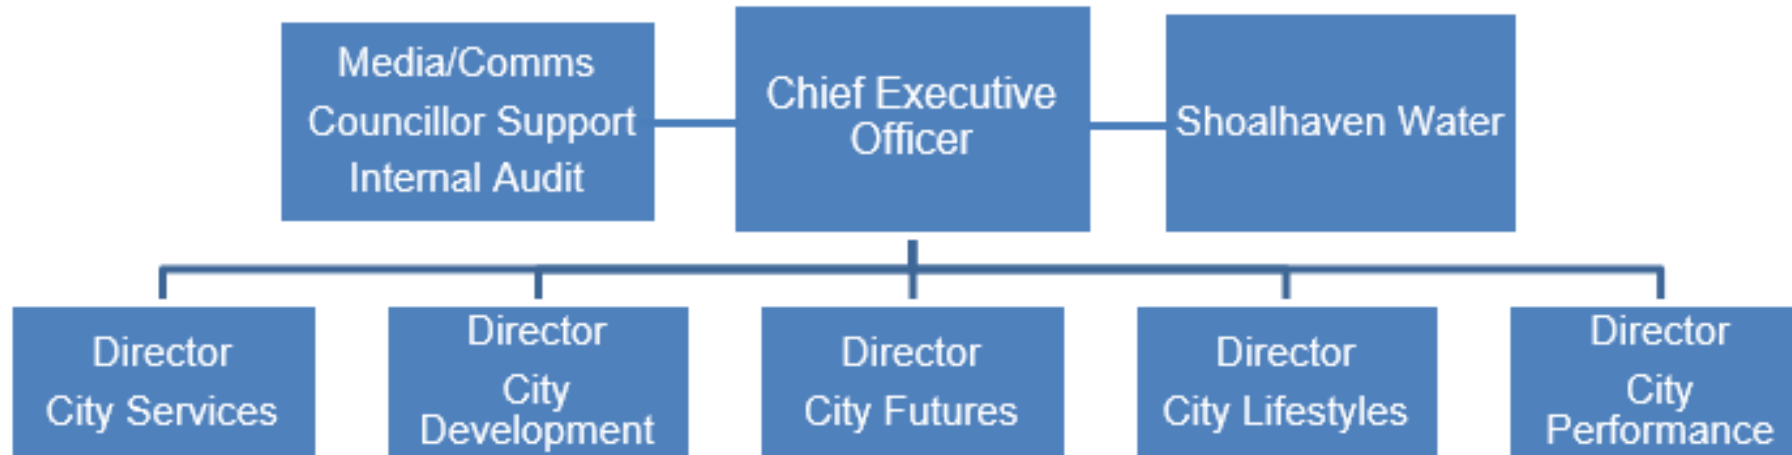 Media/Comms
Councillor Support
Internal Audit
Chief Executive
Officer
Shoalhaven Water
Director
City Services
Director
City
Development
Director
City Futures
Director
City Lifestyles
Director
City
Performance